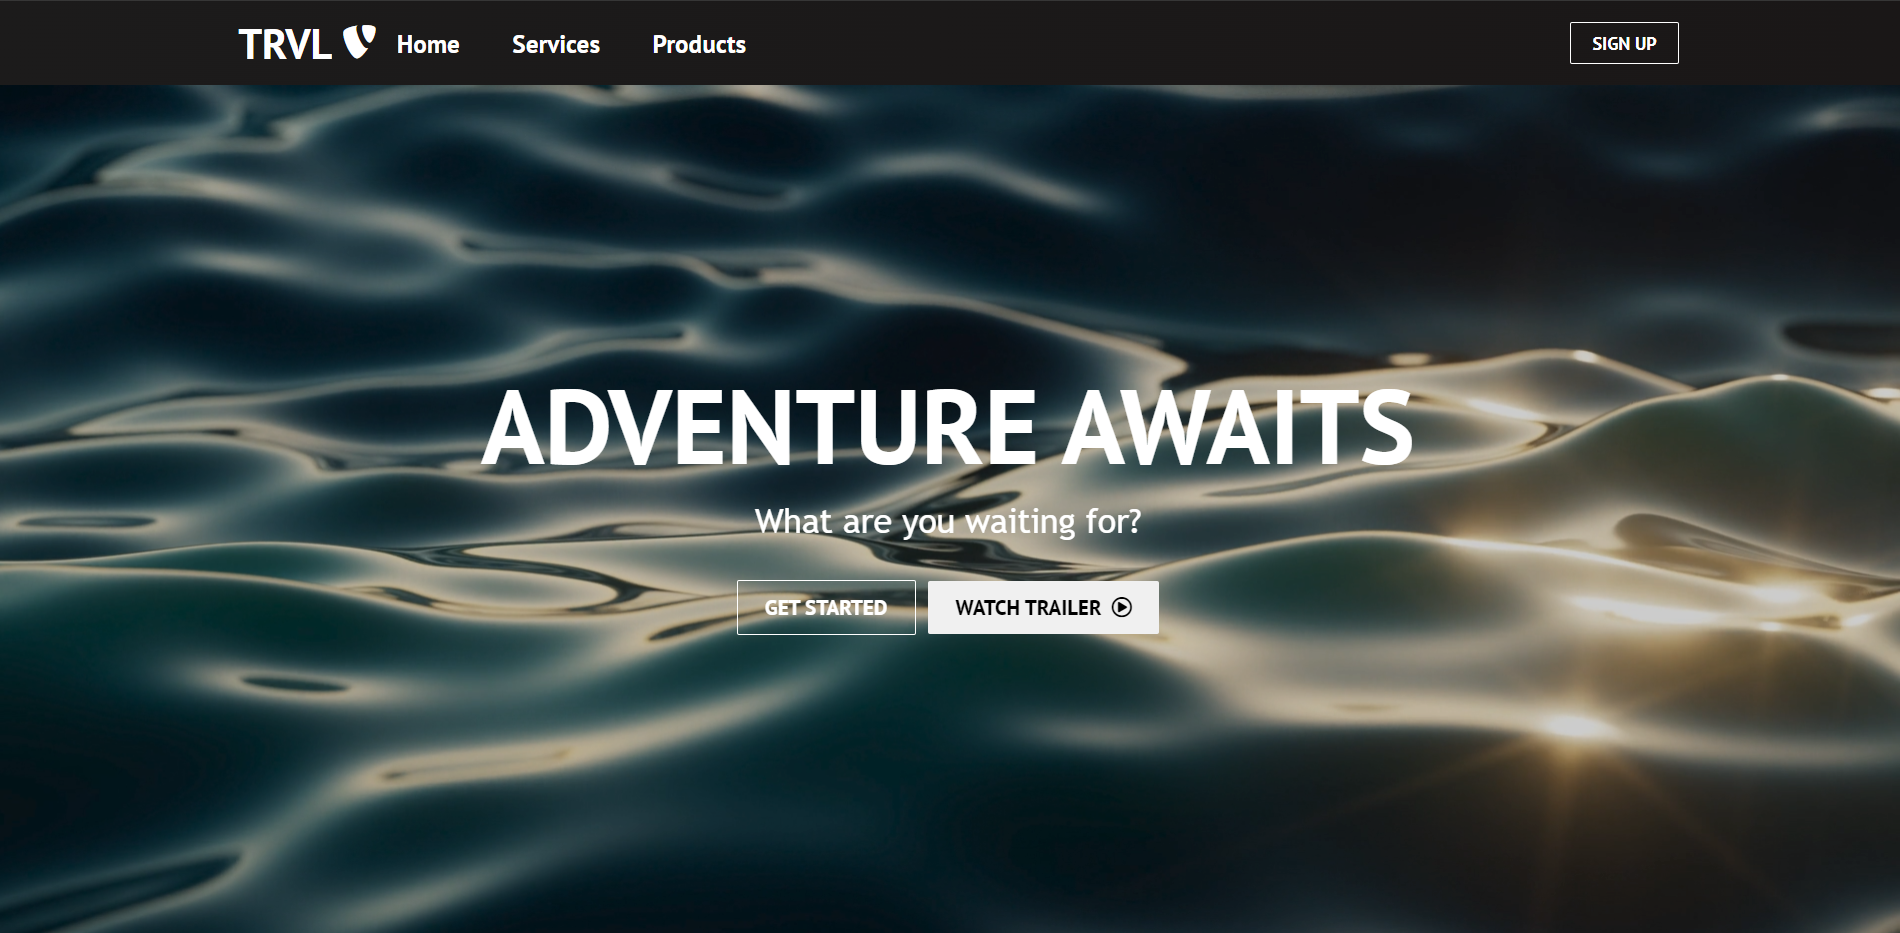 TRVL Home Services Products SIGN UP
ADVENTURE AWAITS
What are you waiting for?
GET STARTED WATCH TRAILER